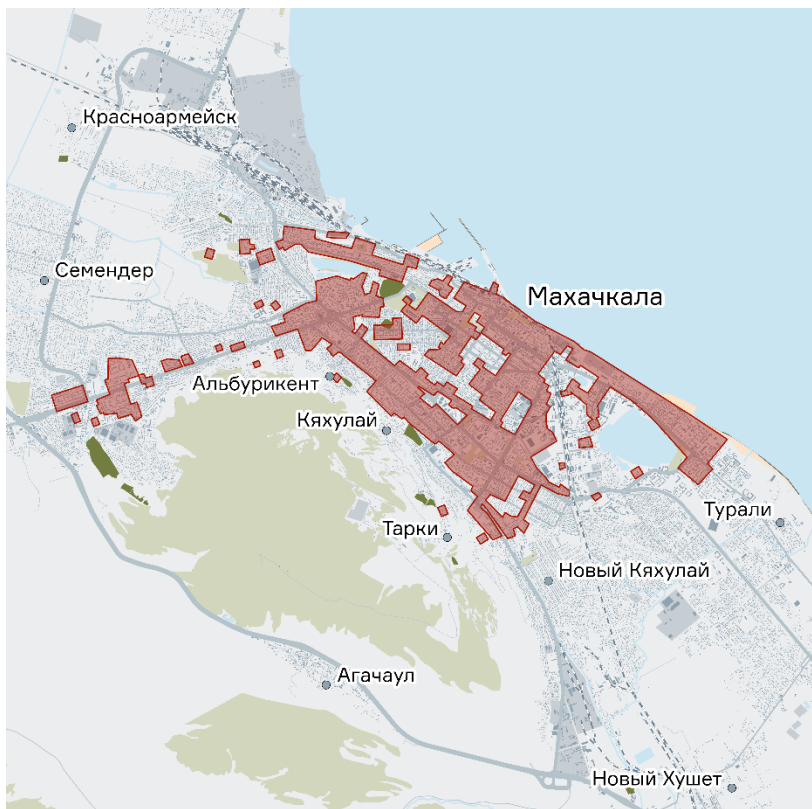 Красноармейск
Семендер
Махачкала
Альбурикент
Кяхулай
Турали
Тарки
Новый Кяхулай
Агачаул
Новый Хушет